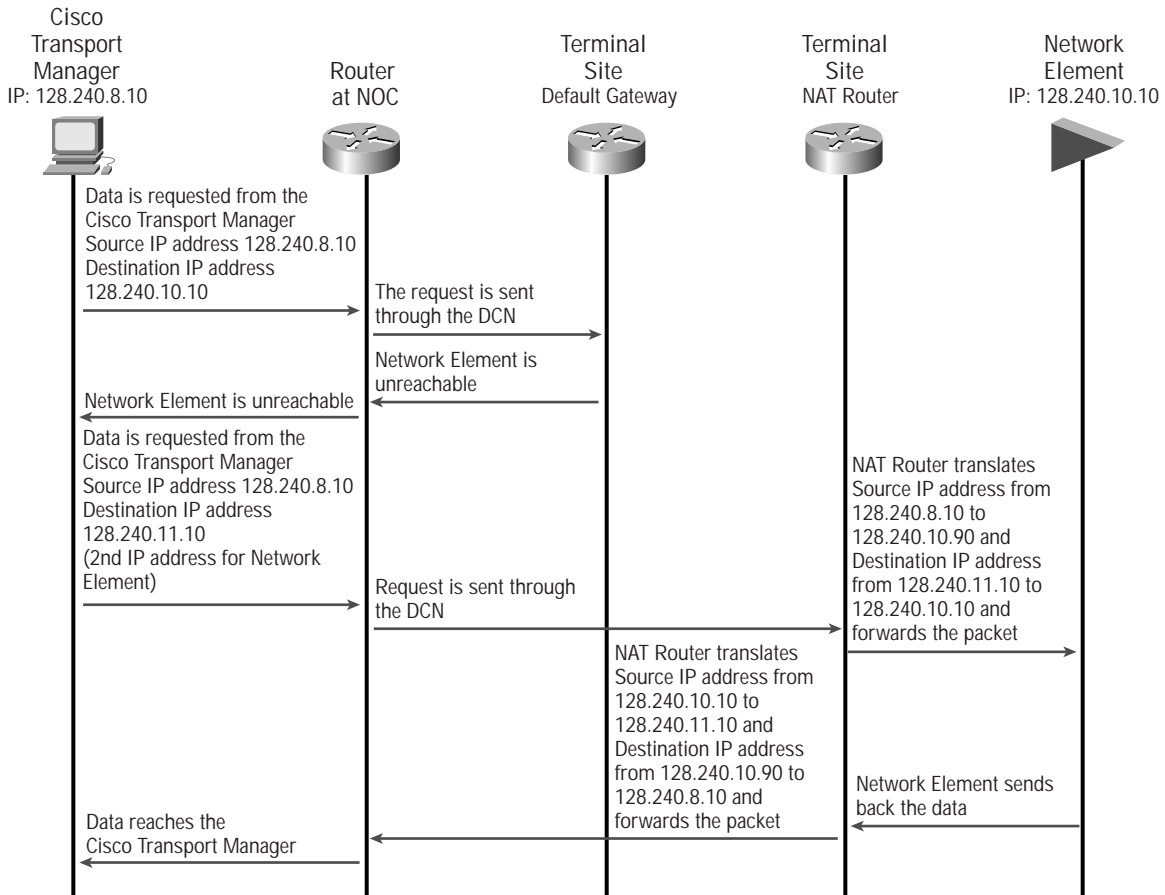 Cisco
Transport
Manager
IP: 128.240.8.10
Router
at NOC
Terminal
Site
Default Gateway
Terminal
Site
NAT Router
Network
Element
IP: 128.240.10.10
Data is requested from the
Cisco Transport Manager
Source IP address 128.240.8.10
Destination IP address
128.240.10.10
The request is sent
through the DCN
Network Element is
unreachable
Network Element is unreachable
Data is requested from the
Cisco Transport Manager
Source IP address 128.240.8.10
Destination IP address
128.240.11.10
(2nd IP address for Network
Element)
Request is sent through
the DCN
NAT Router translates
Source IP address from
128.240.8.10 to
128.240.10.90 and
Destination IP address
from 128.240.11.10 to
128.240.10.10 and
forwards the packet
NAT Router translates
Source IP address from
128.240.10.10 to
128.240.11.10 and
Destination IP address
from 128.240.10.90 to
128.240.8.10 and
forwards the packet
Network Element sends
back the data
Data reaches the
Cisco Transport Manager